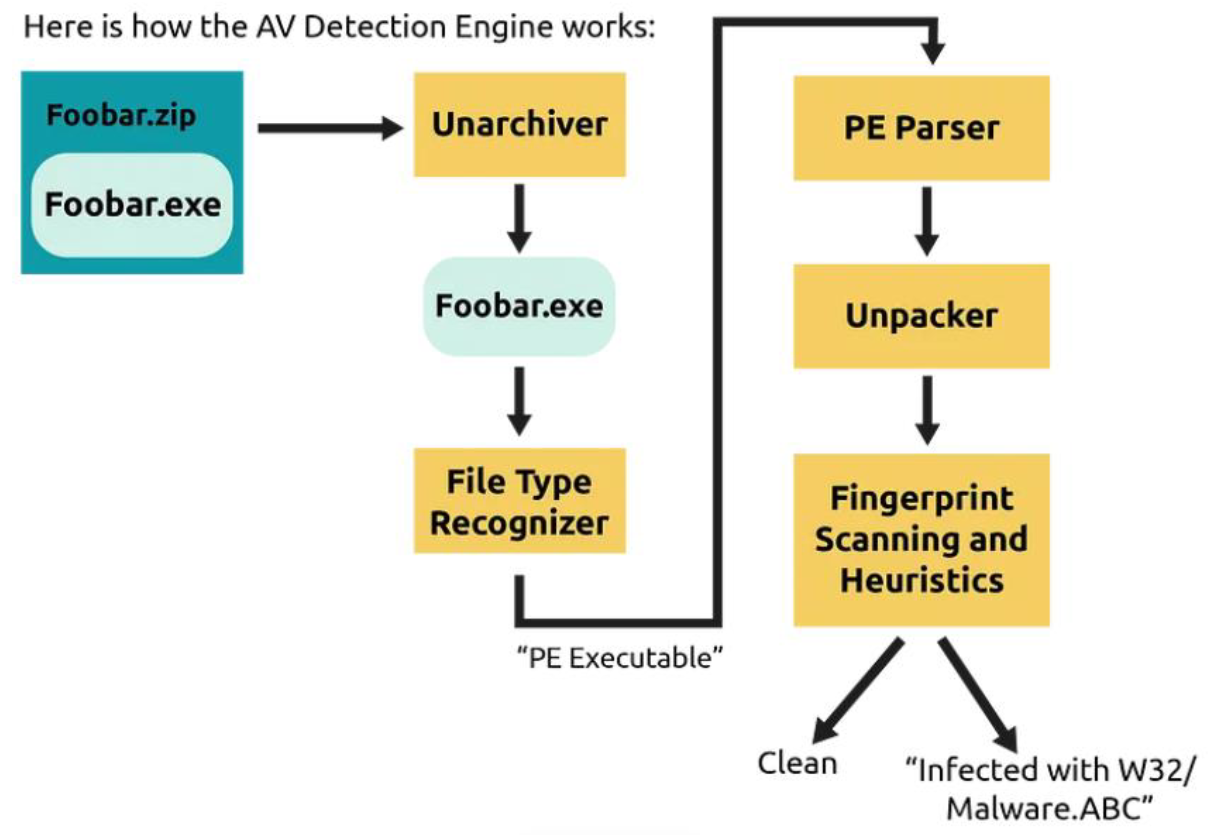 Here is how the AV Detection Engine works:
Foobar.zip
Foobar.exe
Unarchiver
Foobar.exe
File Type
Recognizer
“PE Executable”
PE Parser
Unpacker
Fingerprint
Scanning and
Heuristics
Clean
“Infected with W32/
Malware.ABC”